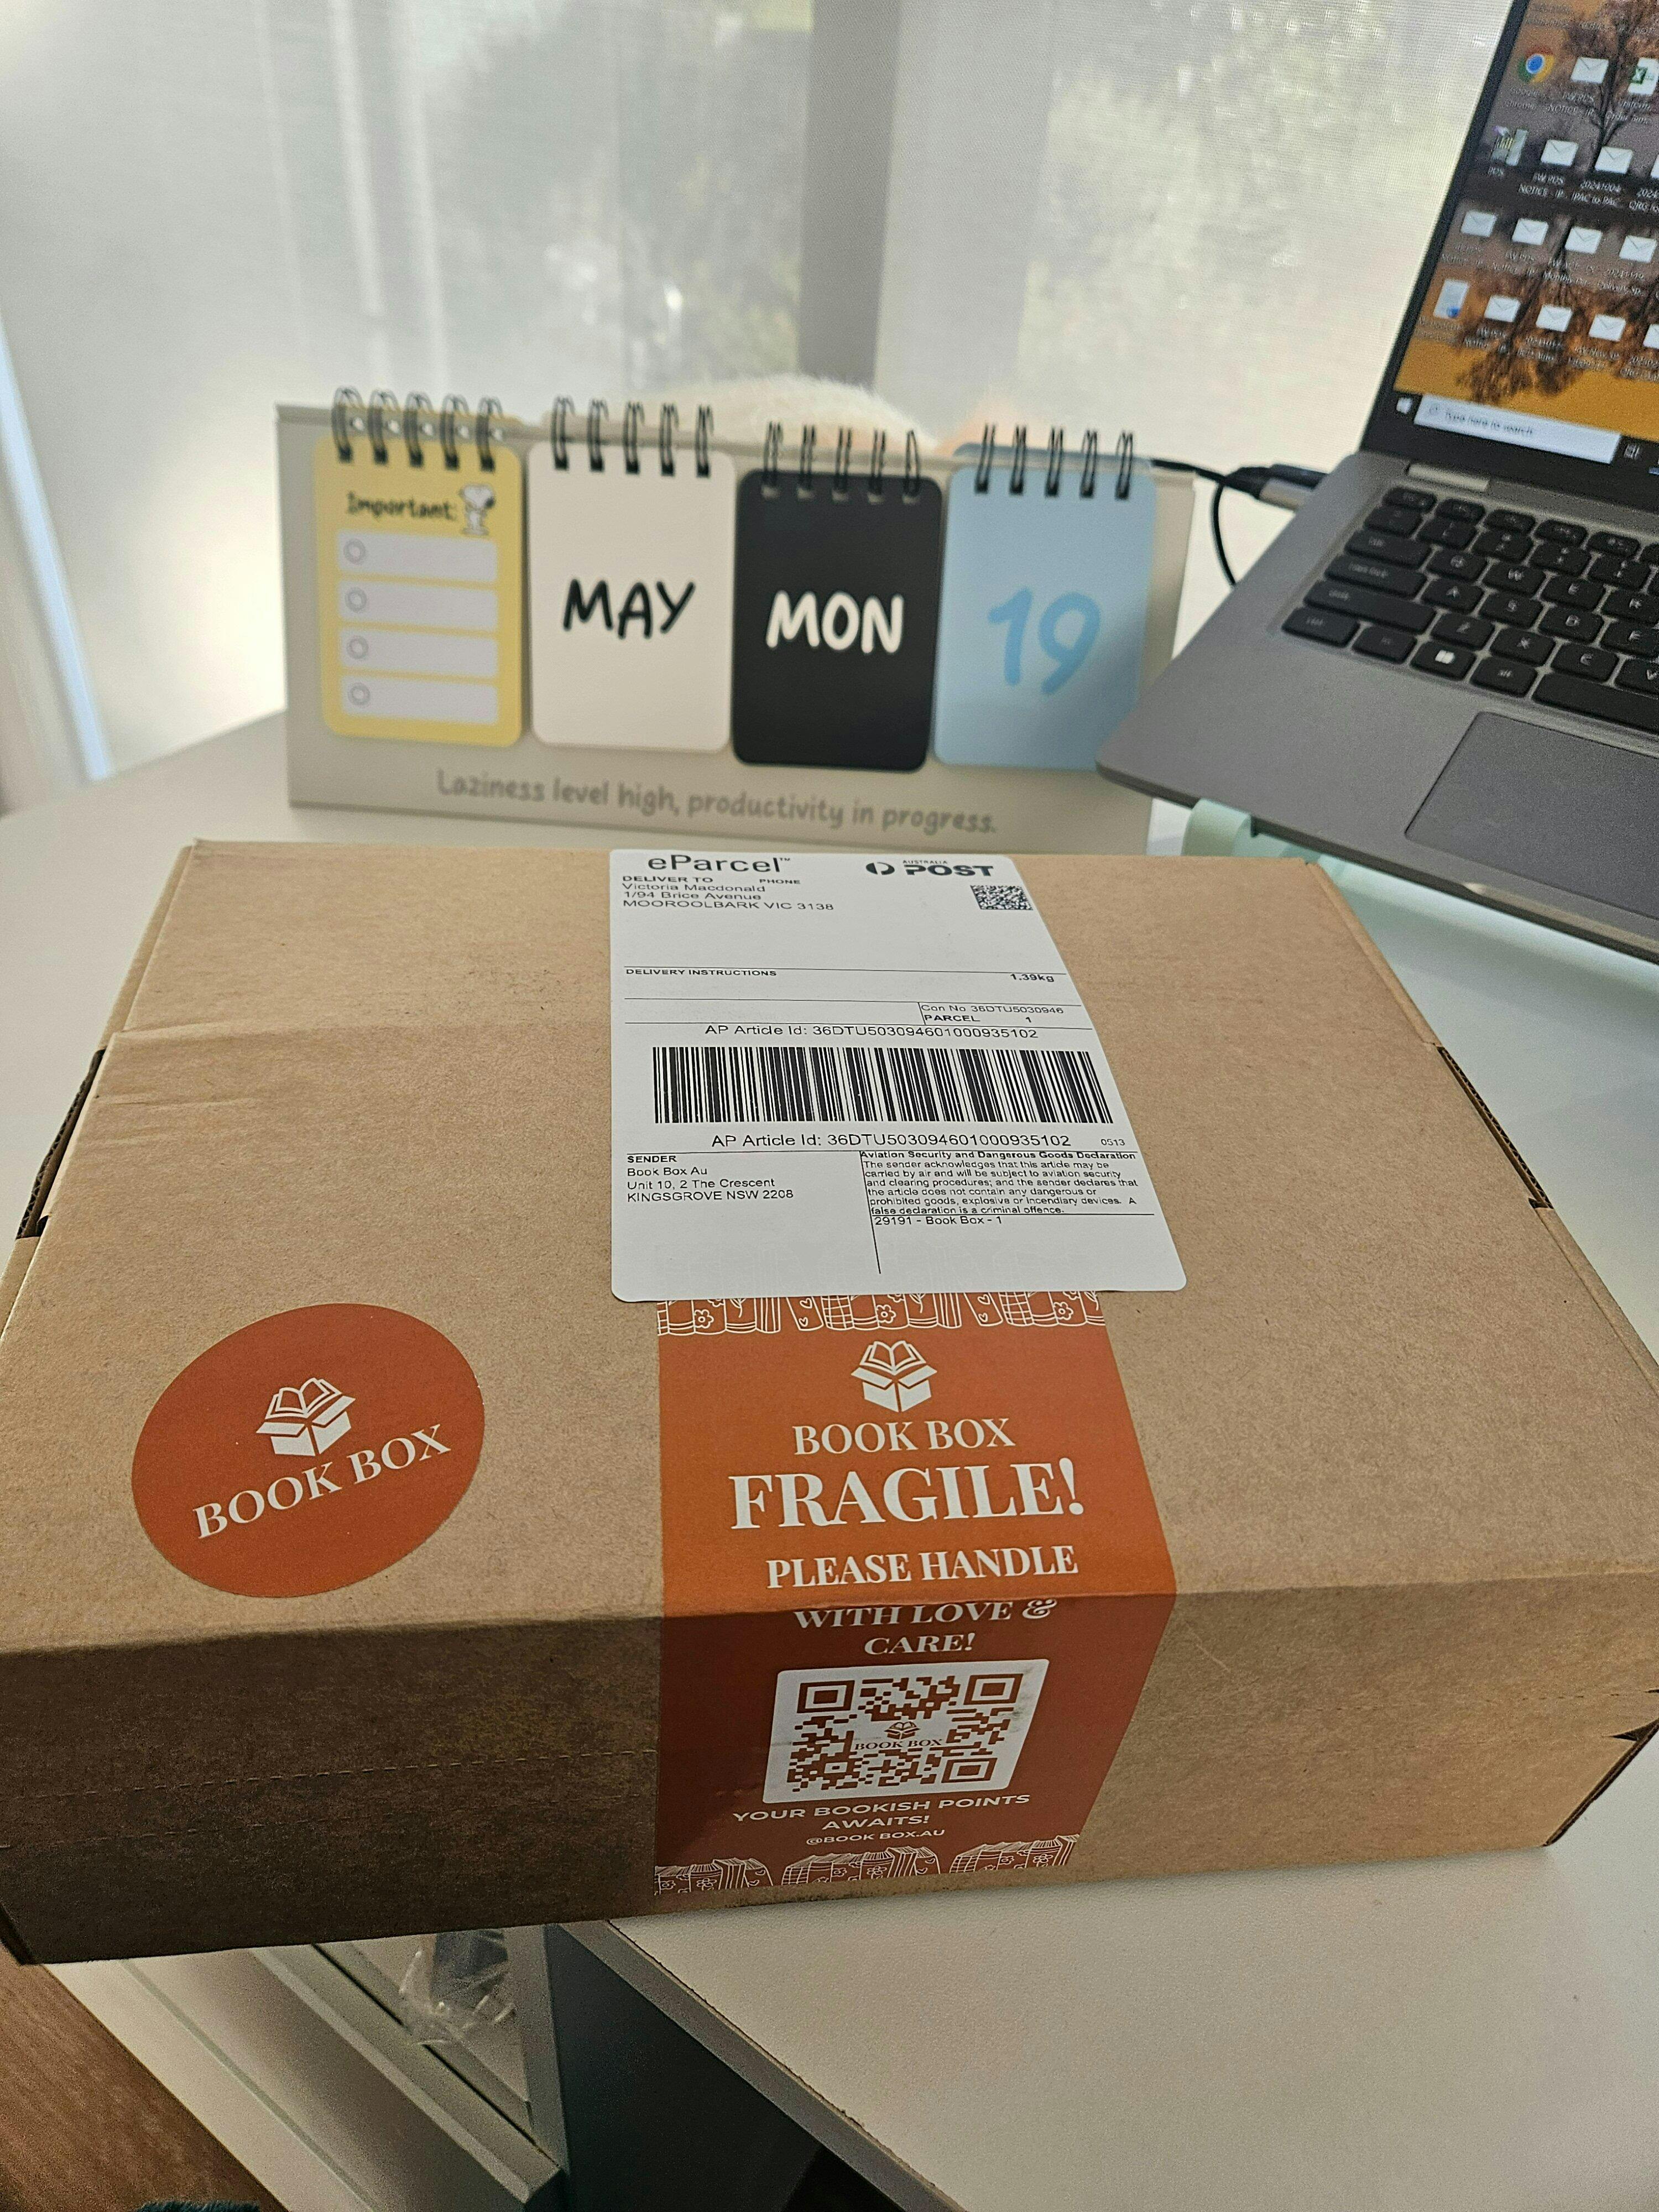 Important:
MAY
MON
19
Laziness level high, productivity in progress.
Type here to search
eParcel™
AUSTRALIA
POST
DELIVER TO
PHONE
Victoria Macdonald
1/94 Brice Avenue
MOOROOLBARK VIC 3138
DELIVERY INSTRUCTIONS
1.39kg
Con No 36DTU5030946
PARCEL 1
AP Article Id: 36DTU503094601000935102
AP Article Id: 36DTU503094601000935102
0513
SENDER
Book Box Au
Unit 10, 2 The Crescent
KINGSGROVE NSW 2208
Aviation Security and Dangerous Goods Declaration
The sender acknowledges that this article may be
carried by air and will be subject to aviation security
and clearing procedures; and the sender declares that
the article does not contain any dangerous or
prohibited goods, explosive or incendiary devices. A
false declaration is a criminal offence.
29191 - Book Box - 1
BOOK BOX
BOOK BOX
FRAGILE!
PLEASE HANDLE
WITH LOVE &
CARE!
BOOK BOX
YOUR BOOKISH POINTS
AWAITS!
@BOOK BOX.AU